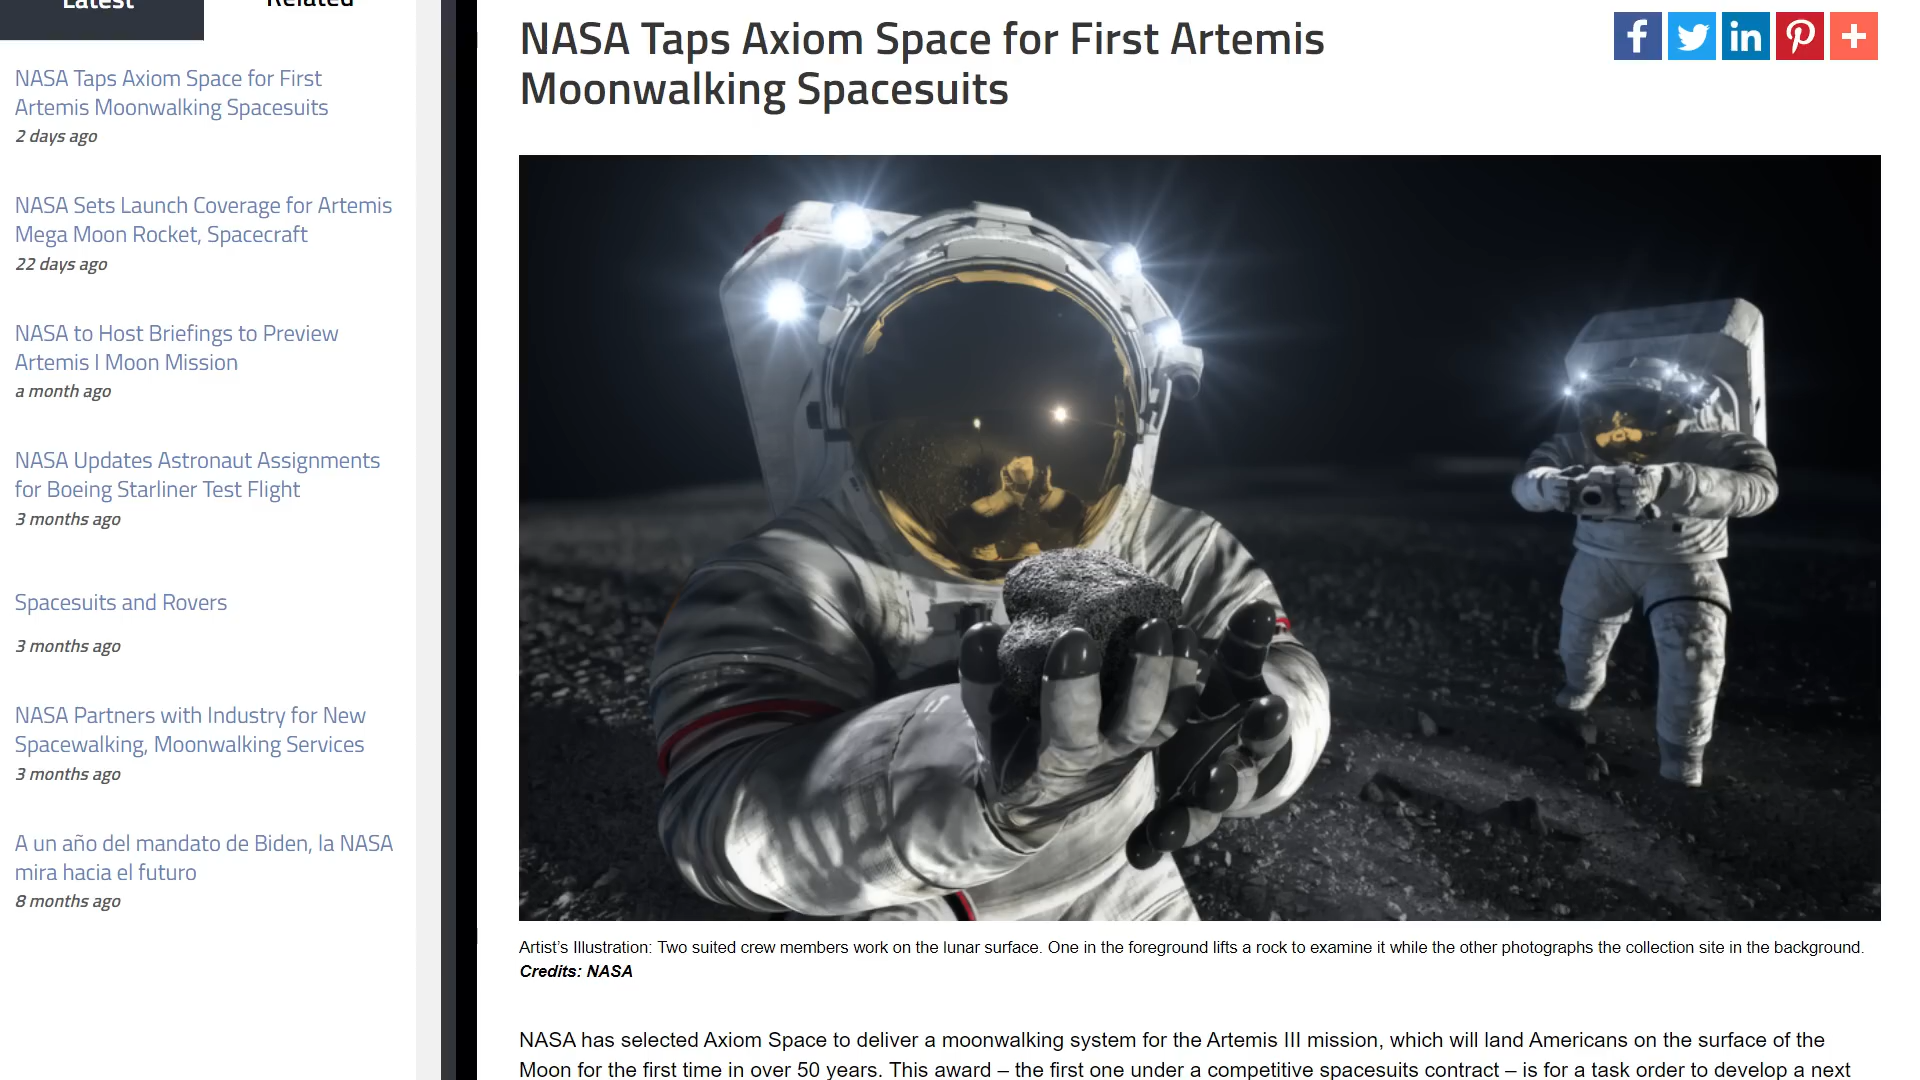 Latest
Related
NASA Taps Axiom Space for First
Artemis Moonwalking Spacesuits
2 days ago
NASA Sets Launch Coverage for Artemis
Mega Moon Rocket, Spacecraft
22 days ago
NASA to Host Briefings to Preview
Artemis I Moon Mission
a month ago
NASA Updates Astronaut Assignments
for Boeing Starliner Test Flight
3 months ago
Spacesuits and Rovers
3 months ago
NASA Partners with Industry for New
Spacewalking, Moonwalking Services
3 months ago
A un año del mandato de Biden, la NASA
mira hacia el futuro
8 months ago
NASA Taps Axiom Space for First Artemis
Moonwalking Spacesuits
Artist's Illustration: Two suited crew members work on the lunar surface. One in the foreground lifts a rock to examine it while the other photographs the collection site in the background.
Credits: NASA
NASA has selected Axiom Space to deliver a moonwalking system for the Artemis III mission, which will land Americans on the surface of the
Moon for the first time in over 50 years. This award – the first one under a competitive spacesuits contract – is for a task order to develop a next